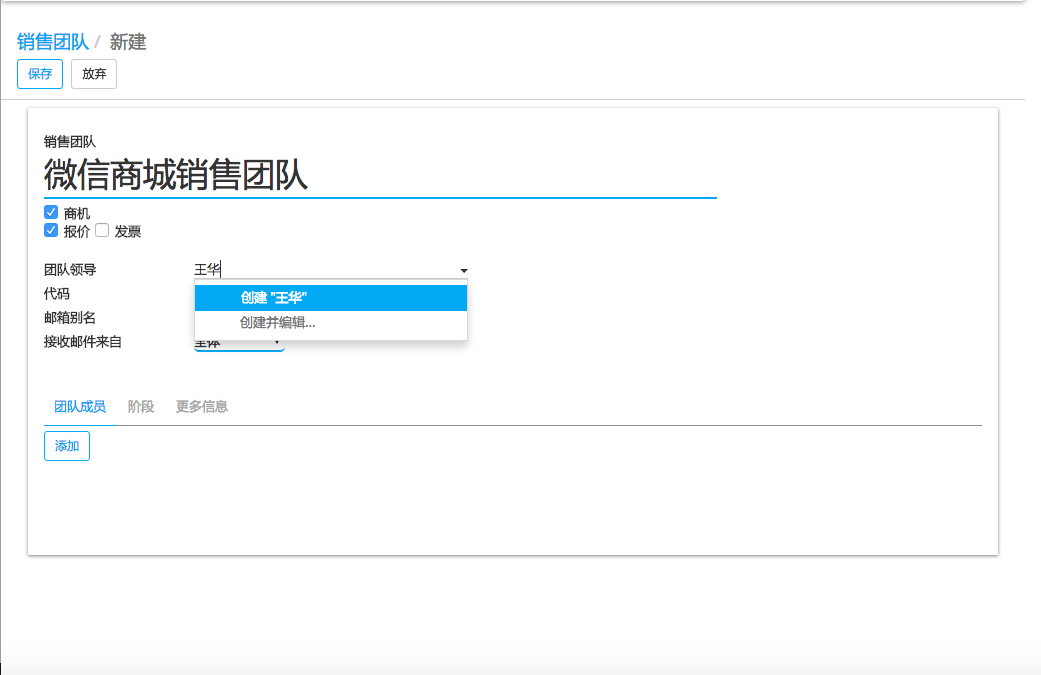 销售团队 / 新建
保存 放弃
销售团队
微信商城销售团队
商机
报价 发票
团队领导 王华
创建 "王华"
代码
创建并编辑...
邮箱别名
接收邮件来自 全体
团队成员 阶段 更多信息
添加